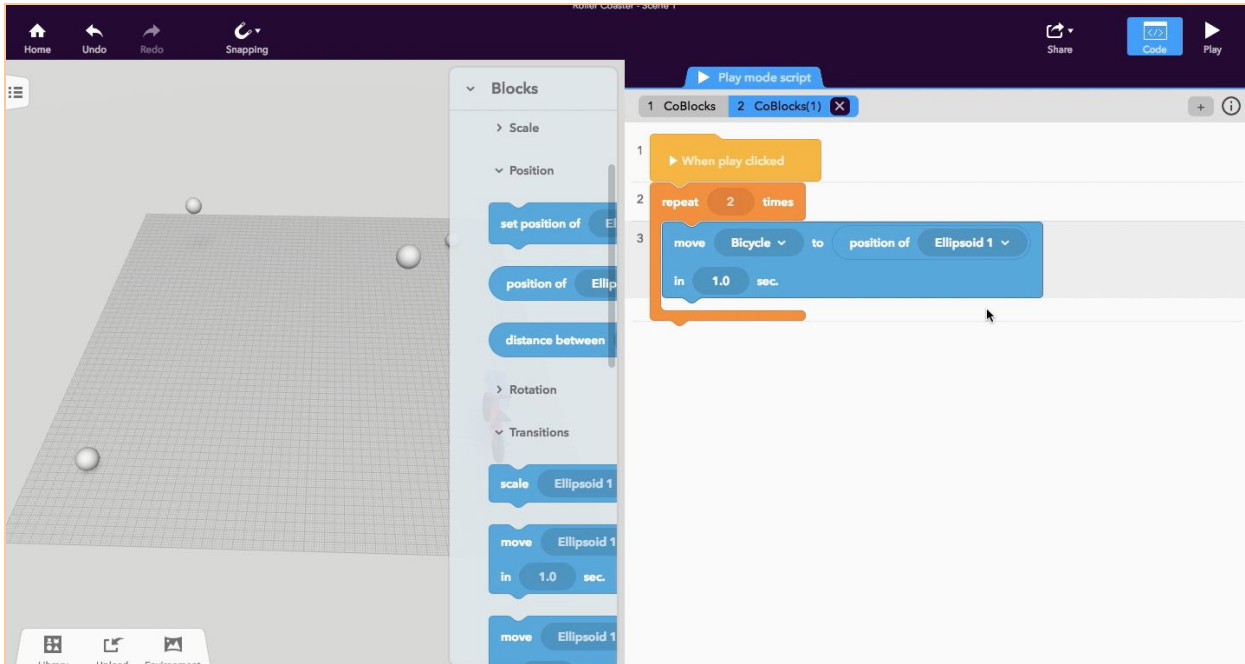 Roller Coaster - Scene 1
Home
Undo
Redo
Snapping
Share
Code
Play
Blocks
Scale
Position
set position of El
position of Ellip
distance between
Rotation
Transitions
scale Ellipsoid 1
move Ellipsoid 1
in 1.0 sec.
move Ellipsoid 1
Play mode script
1 CoBlocks 2 CoBlocks(1) X
1 When play clicked
2 repeat 2 times
3 move Bicycle to position of Ellipsoid 1
in 1.0 sec.
Library
Upload
Environment